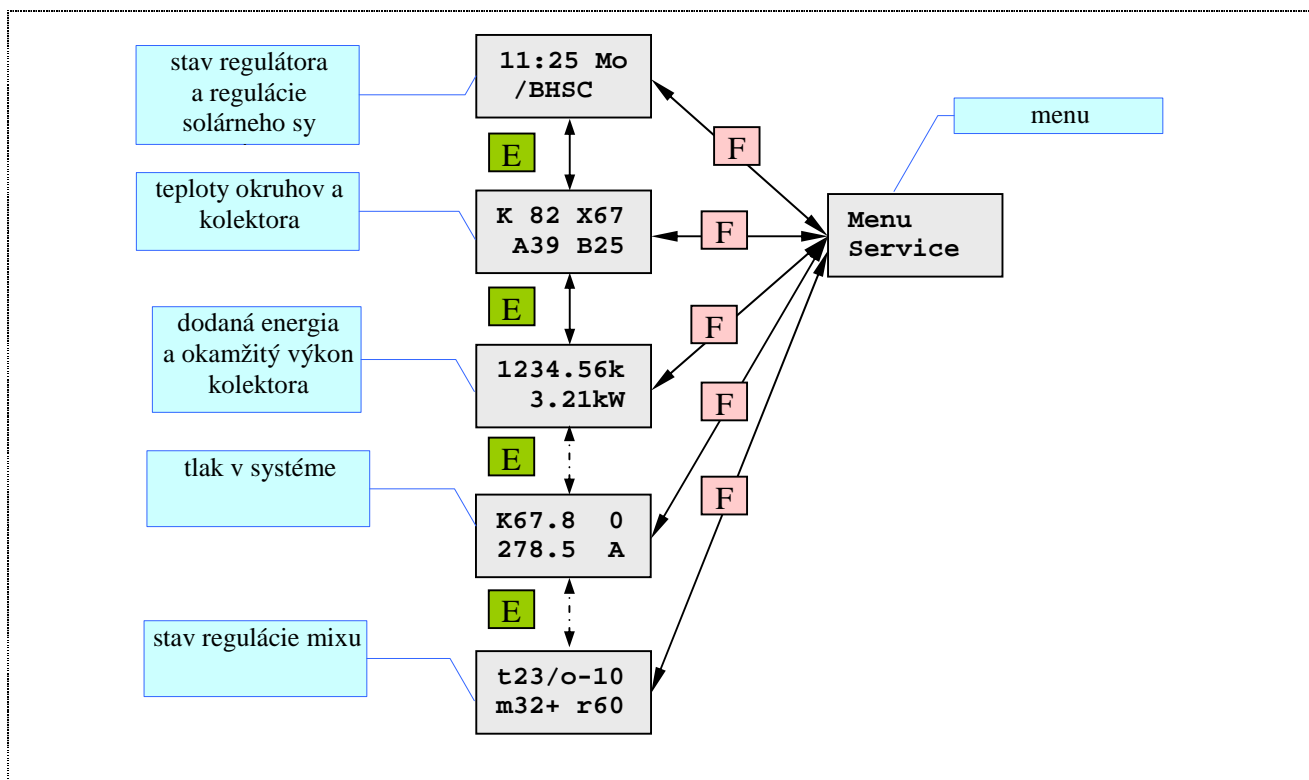 stav regulátora
a regulácie
solárneho sy
11:25 Mo
/BHSC
menu
E
F
teploty okruhov a
kolektora
K 82 X67
A39 B25
F
Menu
Service
E
F
dodaná energia
a okamžitý výkon
kolektora
1234.56k
3.21kW
F
E
tlak v systéme
K67.8 0
278.5 A
F
E
stav regulácie mixu
t23/o-10
m32+ r60